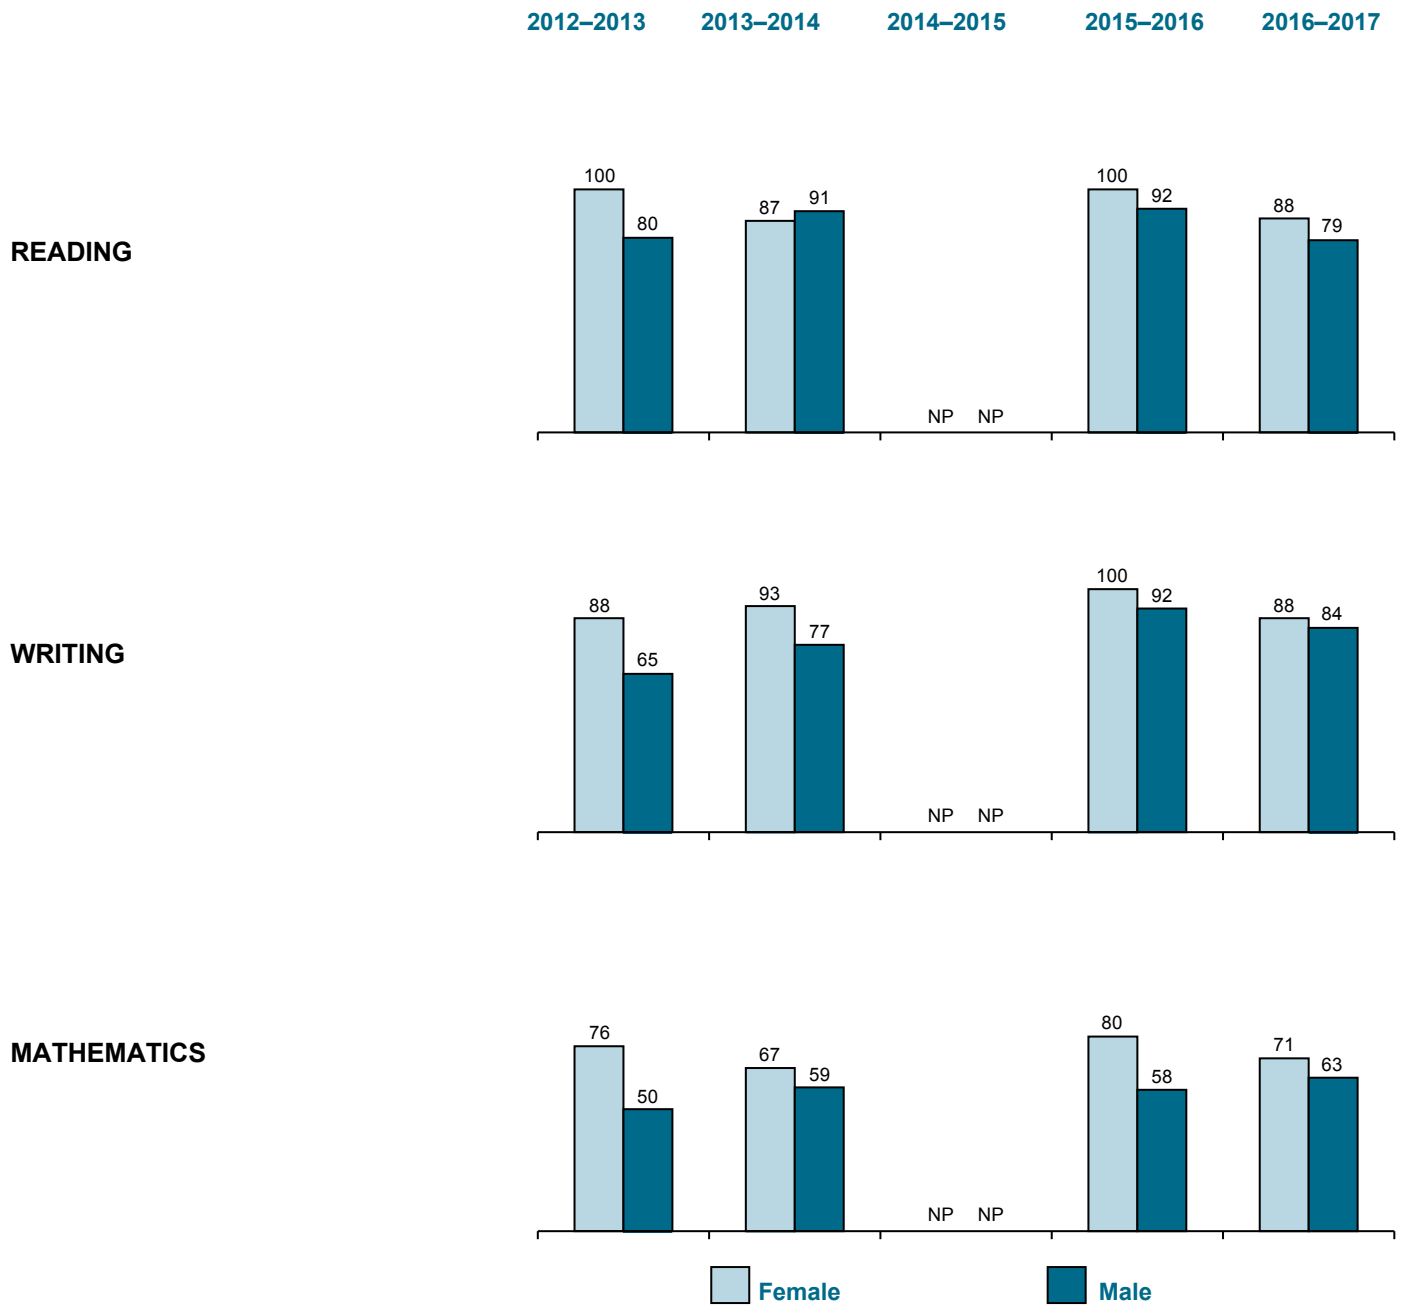 2012–2013 2013–2014 2014–2015 2015–2016 2016–2017
READING
100 80 87 91 NP NP 100 92 88 79
WRITING
88 65 93 77 NP NP 100 92 88 84
MATHEMATICS
76 50 67 59 NP NP 80 58 71 63
Female Male